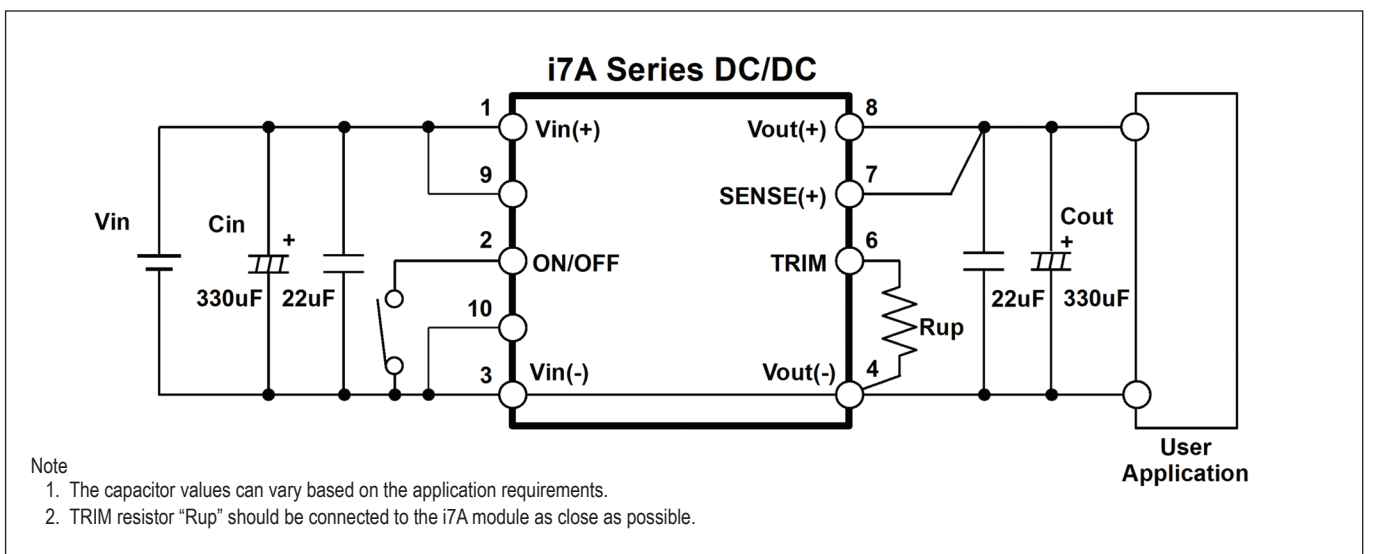 i7A Series DC/DC
1
8
Vin(+)
Vout(+)
9
7
SENSE(+)
Vin
Cin
+
2
6
Cout
+
ON/OFF
TRIM
330uF
22uF
22uF
330uF
10
Rup
3
Vin(-)
Vout(-)
4
User
Application
Note
1. The capacitor values can vary based on the application requirements.
2. TRIM resistor “Rup” should be connected to the i7A module as close as possible.